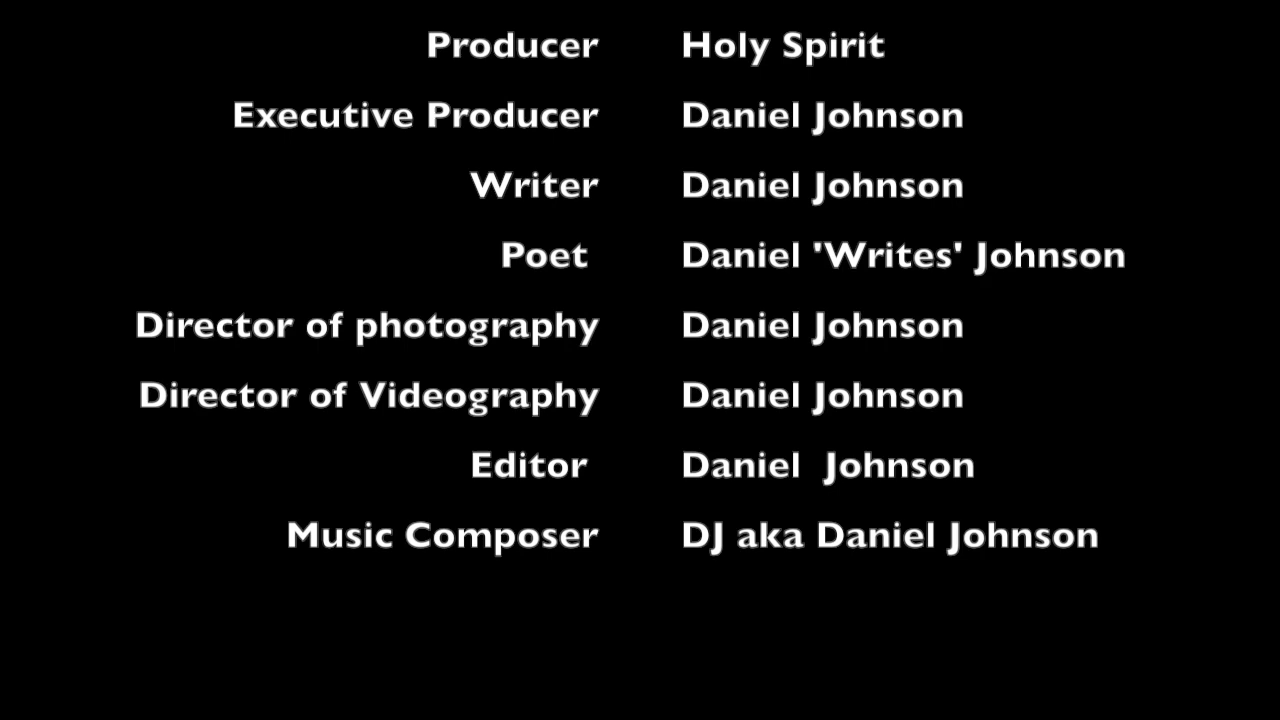 Producer Holy Spirit
Executive Producer Daniel Johnson
Writer Daniel Johnson
Poet Daniel 'Writes' Johnson
Director of photography Daniel Johnson
Director of Videography Daniel Johnson
Editor Daniel Johnson
Music Composer DJ aka Daniel Johnson